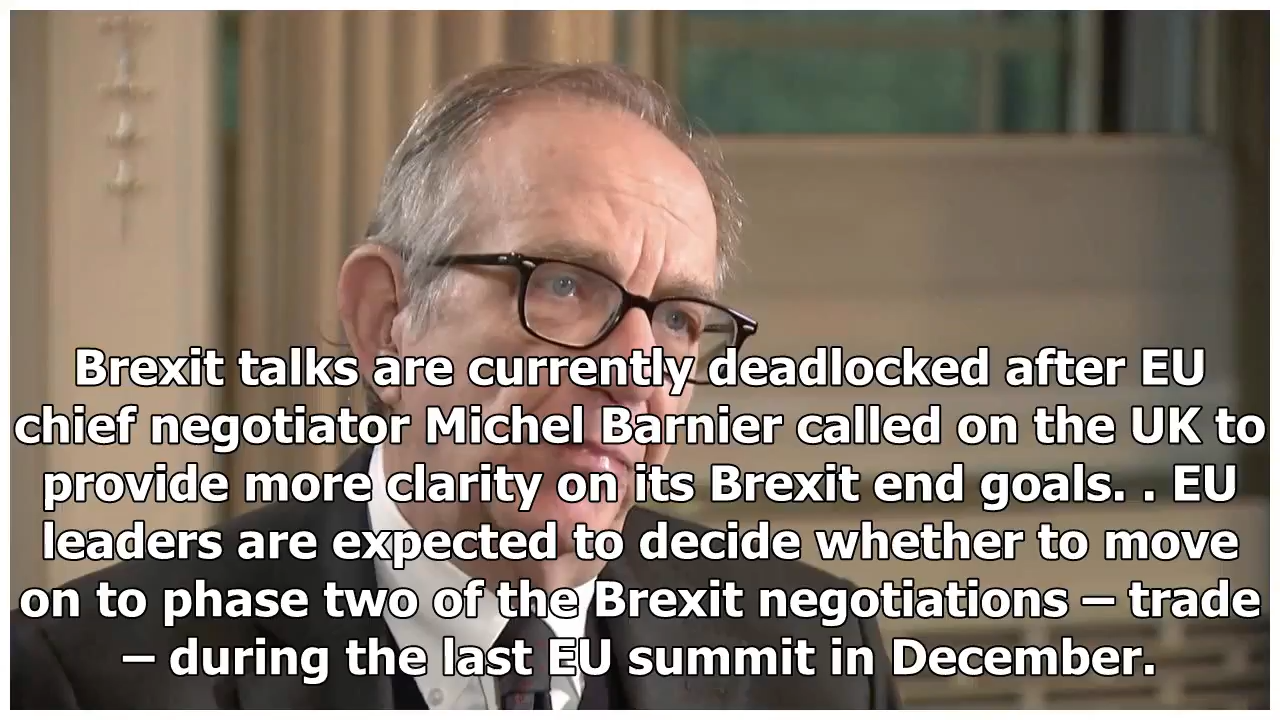 Brexit talks are currently deadlocked after EU
chief negotiator Michel Barnier called on the UK to
provide more clarity on its Brexit end goals. . EU
leaders are expected to decide whether to move
on to phase two of the Brexit negotiations – trade
– during the last EU summit in December.